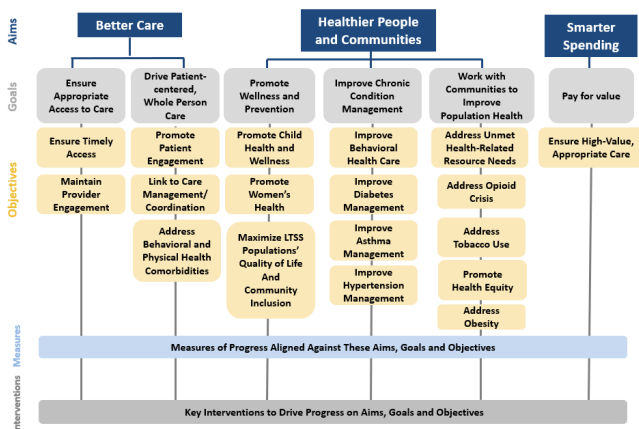 Aims
Better Care
Healthier People
and Communities
Smarter
Spending
Goals
Ensure
Appropriate
Access to Care
Drive Patient-
centered,
Whole Person
Care
Promote
Wellness and
Prevention
Improve Chronic
Condition
Management
Work with
Communities to
Improve
Population Health
Pay for value
Objectives
Ensure Timely
Access
Maintain
Provider
Engagement
Promote
Patient
Engagement
Link to Care
Management/
Coordination
Address
Behavioral and
Physical Health
Comorbidities
Promote Child
Health and
Wellness
Promote
Women's
Health
Maximize LTSS
Populations'
Quality of Life
And
Community
Inclusion
Improve
Behavioral
Health Care
Improve
Diabetes
Management
Improve
Asthma
Management
Improve
Hypertension
Management
Address Unmet
Health-Related
Resource Needs
Address Opioid
Crisis
Address
Tobacco Use
Promote
Health Equity
Address
Obesity
Ensure High-Value,
Appropriate Care
Measures
Measures of Progress Aligned Against These Aims, Goals and Objectives
nterventions
Key Interventions to Drive Progress on Aims, Goals and Objectives